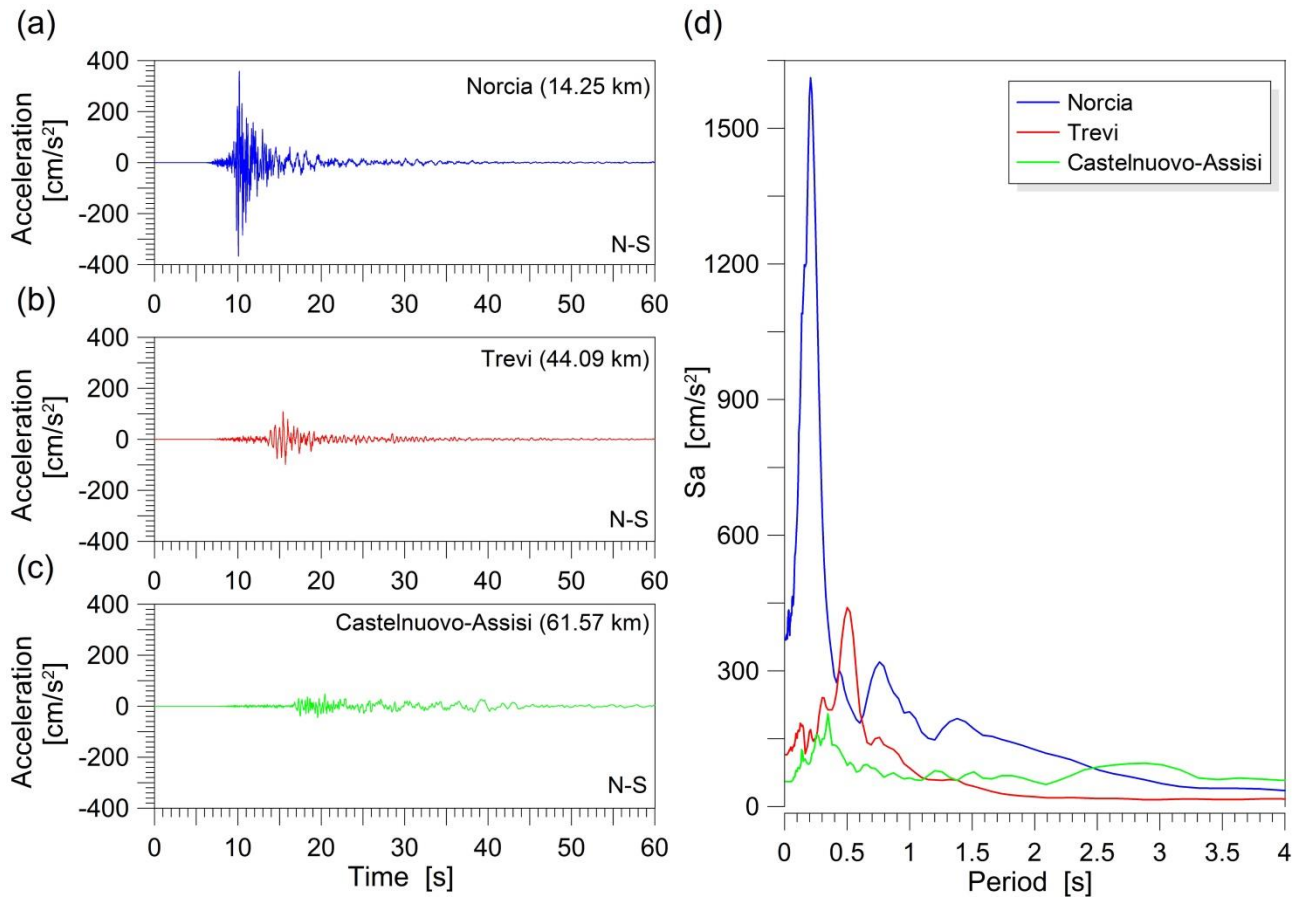 (a)
400
200
0
-200
-400
Acceleration
[cm/s²]
Norcia (14.25 km)
N-S
0 10 20 30 40 50 60
(b)
400
200
0
-200
-400
Acceleration
[cm/s²]
Trevi (44.09 km)
N-S
0 10 20 30 40 50 60
(c)
400
200
0
-200
-400
Acceleration
[cm/s²]
Castelnuovo-Assisi (61.57 km)
N-S
0 10 20 30 40 50 60
Time [s]
(d)
1500
1200
900
600
300
0
Sa [cm/s²]
Norcia
Trevi
Castelnuovo-Assisi
0 0.5 1 1.5 2 2.5 3 3.5 4
Period [s]